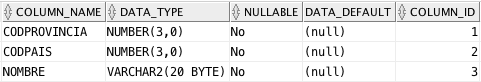 COLUMN_NAME DATA_TYPE NULLABLE DATA_DEFAULT COLUMN_ID
CODPROVINCIA NUMBER(3,0) No (null) 1
CODPAIS NUMBER(3,0) No (null) 2
NOMBRE VARCHAR2(20 BYTE) No (null) 3